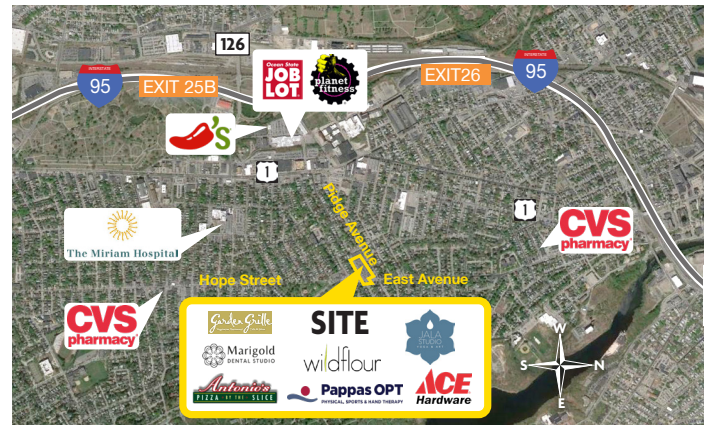 126
INTERSTATE
95
EXIT 25B
Ocean State
JOB
LOT
planet
fitness
EXIT26
INTERSTATE
95
'S
1
Pidge Avenue
1
The Miriam Hospital
CVS
pharmacy
Hope Street
East Avenue
CVS
pharmacy
Garden Grille
SITE
JALA
STUDIO
Marigold
DENTAL STUDIO
wildflour
Antonio's
PIZZA BY THE SLICE
Pappas OPT
PHYSICAL, SPORTS & HAND THERAPY
ACE
Hardware
W
S
N
E